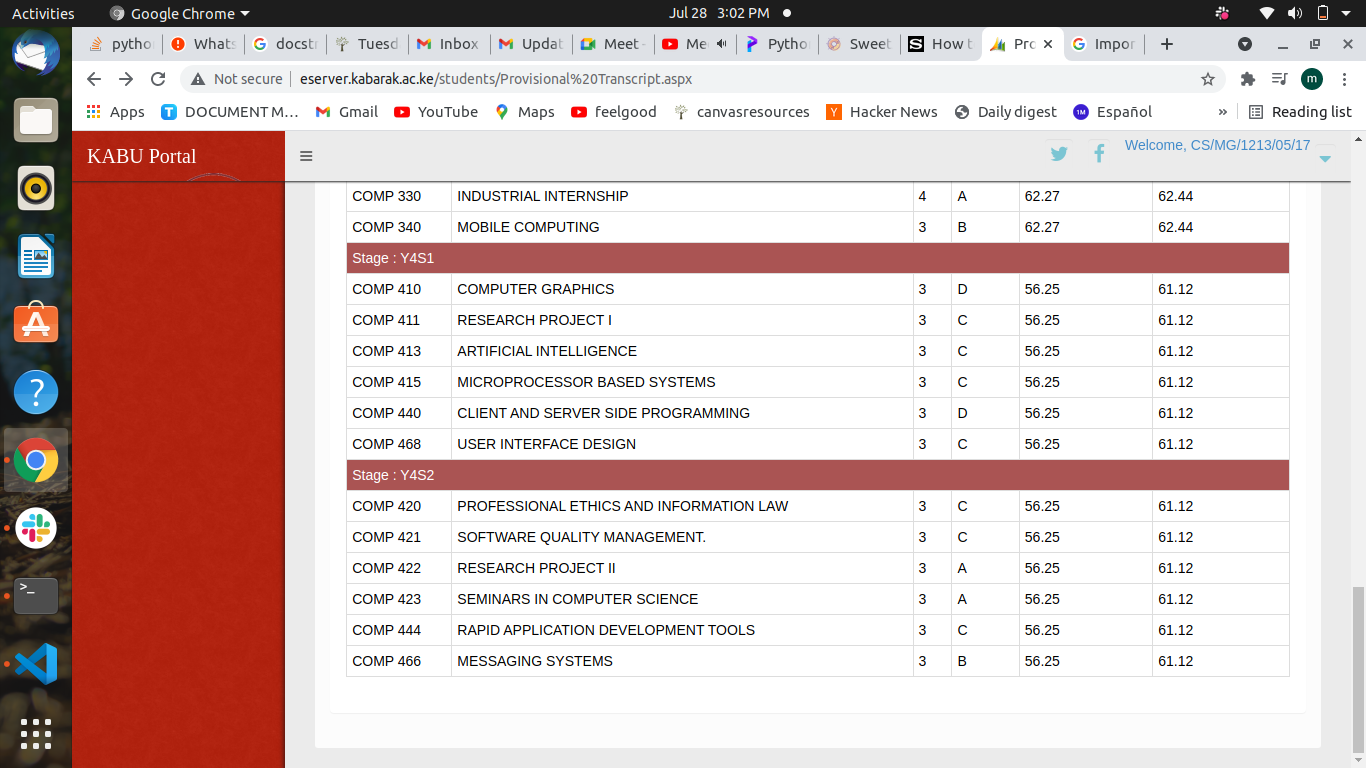 Activities Google Chrome Jul 28 3:02 PM
pytho Whats docstr Tuesd Inbox Updat Meet - Me Pytho Sweet How t Pro Impor
Not secure eserver.kabarak.ac.ke/students/Provisional%20Transcript.aspx m
Apps DOCUMENT M... Gmail YouTube Maps feelgood canvasresources Hacker News Daily digest 1M Español » Reading list
KABU Portal Welcome, CS/MG/1213/05/17
COMP 330 INDUSTRIAL INTERNSHIP 4 A 62.27 62.44
COMP 340 MOBILE COMPUTING 3 B 62.27 62.44
Stage : Y4S1
COMP 410 COMPUTER GRAPHICS 3 D 56.25 61.12
COMP 411 RESEARCH PROJECT I 3 C 56.25 61.12
COMP 413 ARTIFICIAL INTELLIGENCE 3 C 56.25 61.12
COMP 415 MICROPROCESSOR BASED SYSTEMS 3 C 56.25 61.12
COMP 440 CLIENT AND SERVER SIDE PROGRAMMING 3 D 56.25 61.12
COMP 468 USER INTERFACE DESIGN 3 C 56.25 61.12
Stage : Y4S2
COMP 420 PROFESSIONAL ETHICS AND INFORMATION LAW 3 C 56.25 61.12
COMP 421 SOFTWARE QUALITY MANAGEMENT. 3 C 56.25 61.12
COMP 422 RESEARCH PROJECT II 3 A 56.25 61.12
COMP 423 SEMINARS IN COMPUTER SCIENCE 3 A 56.25 61.12
COMP 444 RAPID APPLICATION DEVELOPMENT TOOLS 3 C 56.25 61.12
COMP 466 MESSAGING SYSTEMS 3 B 56.25 61.12